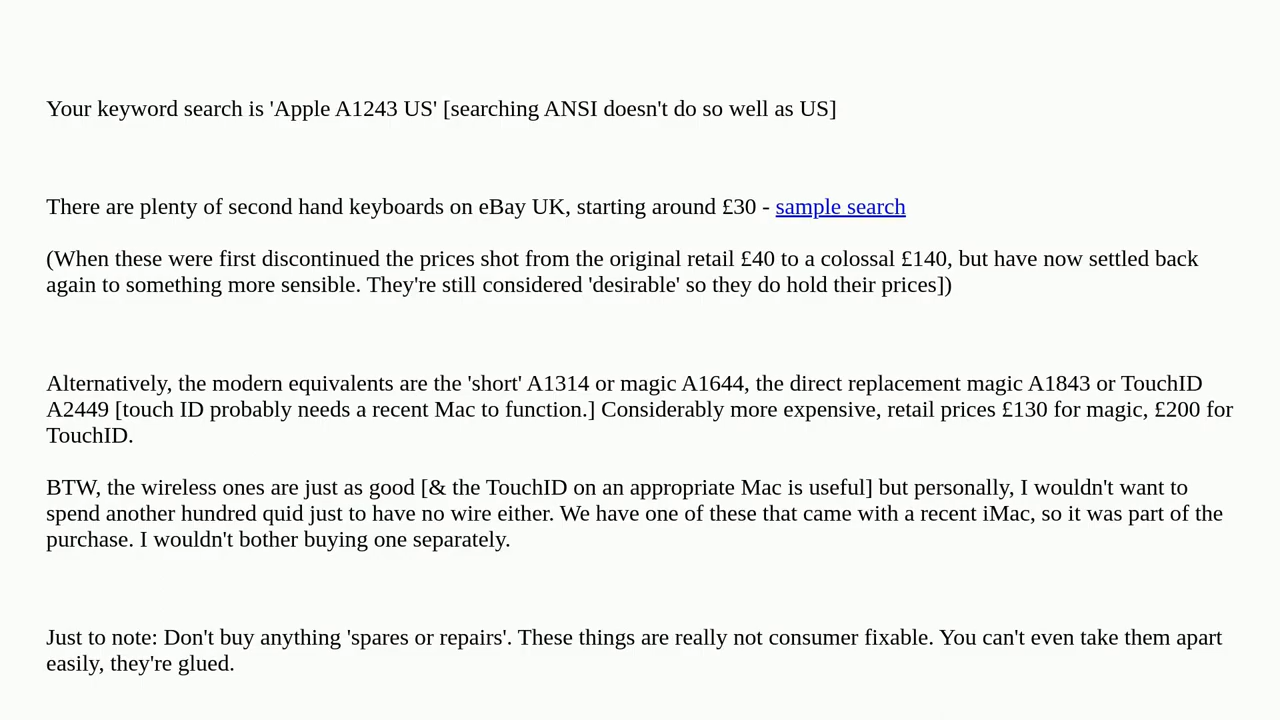 Your keyword search is 'Apple A1243 US' [searching ANSI doesn't do so well as US]
There are plenty of second hand keyboards on eBay UK, starting around £30 - sample search
(When these were first discontinued the prices shot from the original retail £40 to a colossal £140, but have now settled back
again to something more sensible. They're still considered 'desirable' so they do hold their prices])
Alternatively, the modern equivalents are the 'short' A1314 or magic A1644, the direct replacement magic A1843 or TouchID
A2449 [touch ID probably needs a recent Mac to function.] Considerably more expensive, retail prices £130 for magic, £200 for
TouchID.
BTW, the wireless ones are just as good [& the TouchID on an appropriate Mac is useful] but personally, I wouldn't want to
spend another hundred quid just to have no wire either. We have one of these that came with a recent iMac, so it was part of the
purchase. I wouldn't bother buying one separately.
Just to note: Don't buy anything 'spares or repairs'. These things are really not consumer fixable. You can't even take them apart
easily, they're glued.